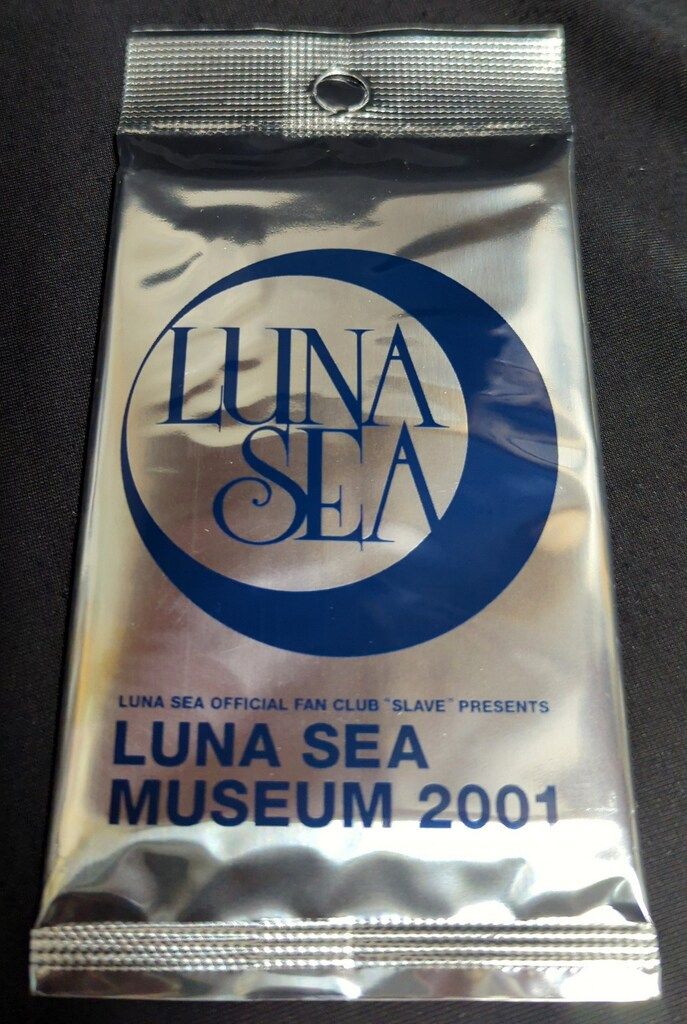 LUNA
SEA
LUNA SEA OFFICIAL FAN CLUB "SLAVE" PRESENTS
LUNA SEA
MUSEUM 2001